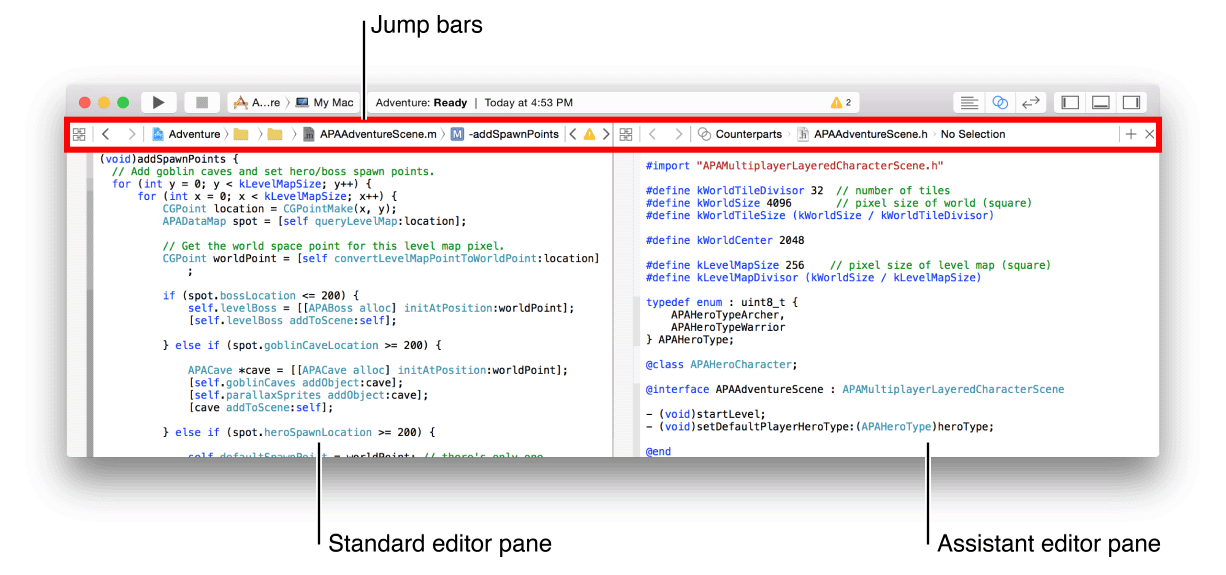 Jump bars
A...re 〉 My Mac
Adventure: Ready | Today at 4:53 PM
2
Adventure 〉 〉 〉 APAAdventureScene.m 〉 M -addSpawnPoints
Counterparts › APAAdventureScene.h › No Selection
(void)addSpawnPoints {
// Add goblin caves and set hero/boss spawn points.
for (int y = 0; y < kLevelMapSize; y++) {
for (int x = 0; x < kLevelMapSize; x++) {
CGPoint location = CGPointMake(x, y);
APADataMap spot = [self queryLevelMap:location];
// Get the world space point for this level map pixel.
CGPoint worldPoint = [self convertLevelMapPointToWorldPoint:location]
;
if (spot.bossLocation <= 200) {
self.levelBoss = [[APABoss alloc] initAtPosition:worldPoint];
[self.levelBoss addToScene:self];
} else if (spot.goblinCaveLocation >= 200) {
APACave *cave = [[APACave alloc] initAtPosition:worldPoint];
[self.goblinCaves addObject:cave];
[self.parallaxSprites addObject:cave];
[cave addToScene:self];
} else if (spot.heroSpawnLocation >= 200) {
self.defaultSpawnPoint = worldPoint; // there's only one
#import "APAMultiplayerLayeredCharacterScene.h"
#define kWorldTileDivisor 32 // number of tiles
#define kWorldSize 4096 // pixel size of world (square)
#define kWorldTileSize (kWorldSize / kWorldTileDivisor)
#define kWorldCenter 2048
#define kLevelMapSize 256 // pixel size of level map (square)
#define kLevelMapDivisor (kWorldSize / kLevelMapSize)
typedef enum : uint8_t {
APAHeroTypeArcher,
APAHeroTypeWarrior
} APAHeroType;
@class APAHeroCharacter;
@interface APAAdventureScene : APAMultiplayerLayeredCharacterScene
- (void)startLevel;
- (void)setDefaultPlayerHeroType:(APAHeroType)heroType;
@end
Standard editor pane
Assistant editor pane